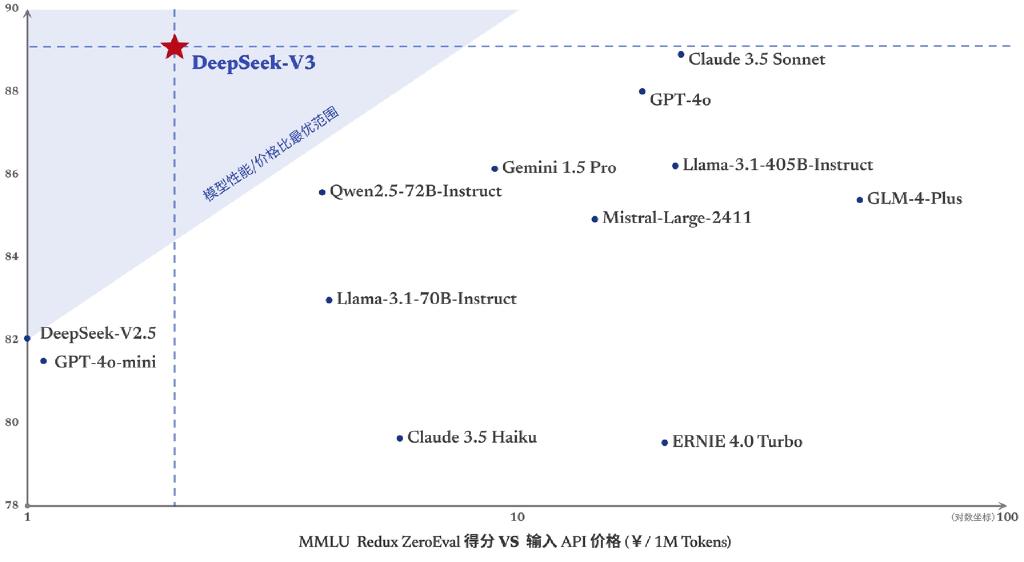 90
DeepSeek-V3
Claude 3.5 Sonnet
88
GPT-4o
模型性能/价格比最优范围
86
Gemini 1.5 Pro
Llama-3.1-405B-Instruct
Qwen2.5-72B-Instruct
GLM-4-Plus
Mistral-Large-2411
84
Llama-3.1-70B-Instruct
82
DeepSeek-V2.5
GPT-4o-mini
80
Claude 3.5 Haiku
ERNIE 4.0 Turbo
78
1
10
(对数坐标) 100
MMLU Redux ZeroEval 得分 VS 输入 API 价格 (¥ / 1M Tokens)